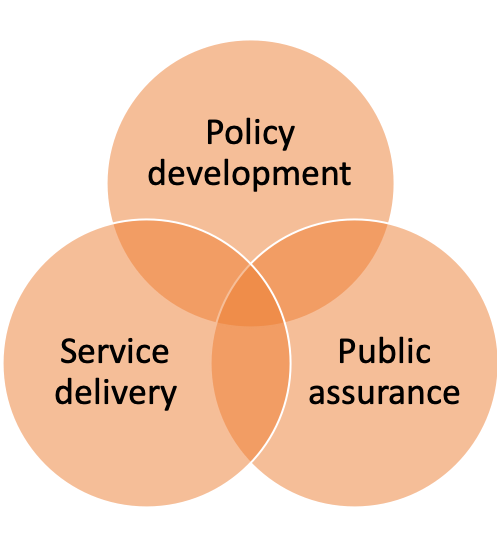 Policy
development
Service
delivery
Public
assurance